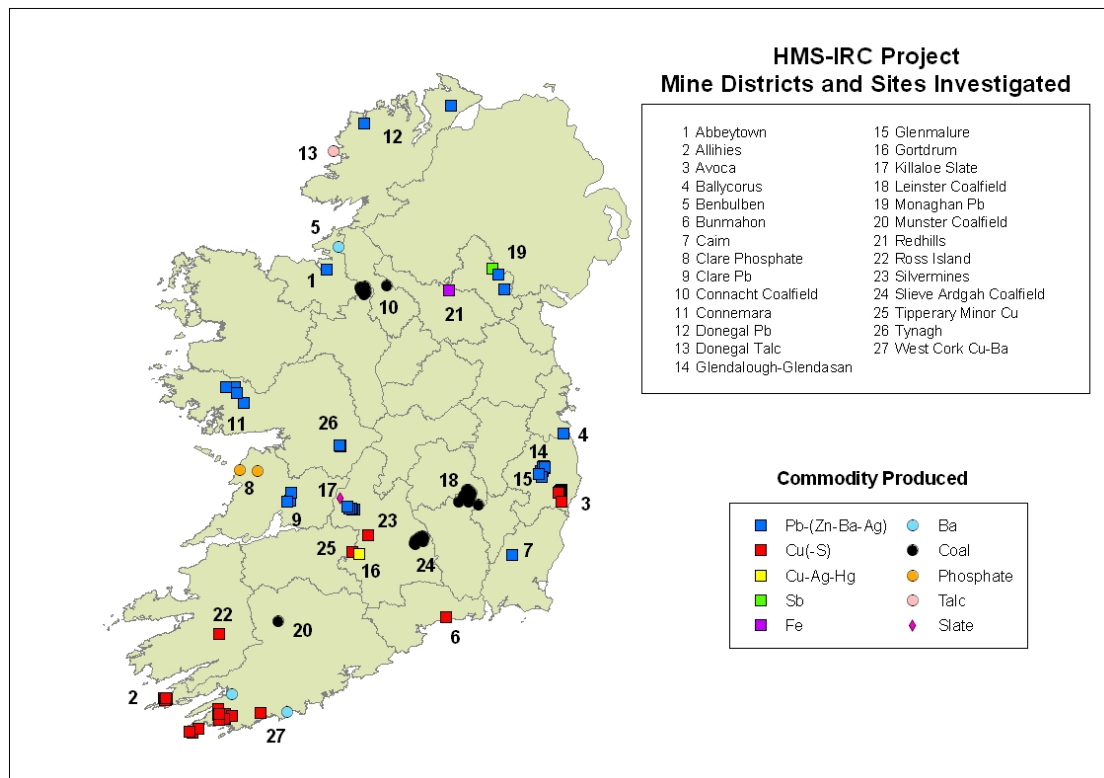 HMS-IRC Project
Mine Districts and Sites Investigated
1 Abbeytown
2 Allihies
3 Avoca
4 Ballycorus
5 Benbulben
6 Bunmahon
7 Caim
8 Clare Phosphate
9 Clare Pb
10 Connacht Coalfield
11 Connemara
12 Donegal Pb
13 Donegal Talc
14 Glendalough-Glendasan
15 Glenmalure
16 Gortdrum
17 Killaloe Slate
18 Leinster Coalfield
19 Monaghan Pb
20 Munster Coalfield
21 Redhills
22 Ross Island
23 Silvermines
24 Slieve Ardgah Coalfield
25 Tipperary Minor Cu
26 Tynagh
27 West Cork Cu-Ba
12
13
5
19
1
10
21
11
26
4
14
15
8
18
17
3
9
23
25
16
24
7
22
20
6
2
27
Commodity Produced
Pb-(Zn-Ba-Ag)
Cu(-S)
Cu-Ag-Hg
Sb
Fe
Ba
Coal
Phosphate
Talc
Slate